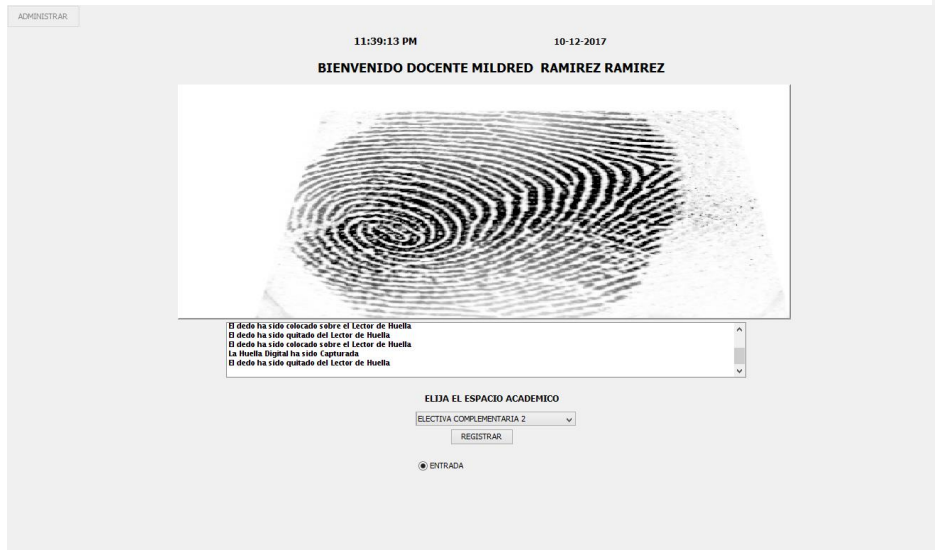 ADMINISTRAR
11:39:13 PM 10-12-2017
BIENVENIDO DOCENTE MILDRED RAMIREZ RAMIREZ
El dedo ha sido colocado sobre el Lector de Huella
El dedo ha sido quitado del Lector de Huella
El dedo ha sido colocado sobre el Lector de Huella
La Huella Digital ha sido Capturada
El dedo ha sido quitado del Lector de Huella
ELIJA EL ESPACIO ACADEMICO
ELECTIVA COMPLEMENTARIA 2
REGISTRAR
ENTRADA